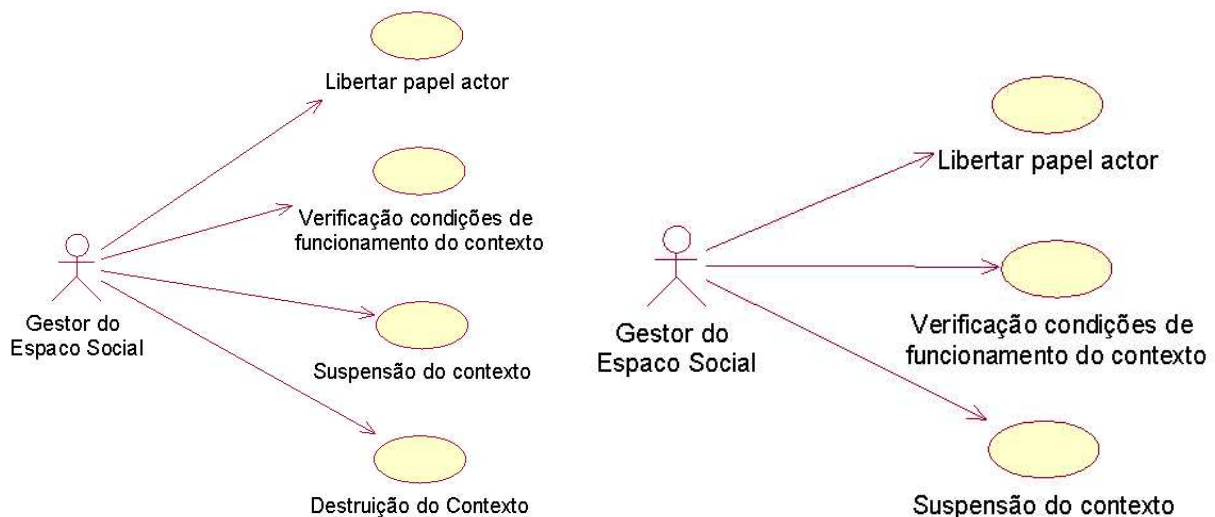 Libertar papel actor
Verificação condições de
funcionamento do contexto
Gestor do
Espaco Social
Suspensão do contexto
Destruição do Contexto
Libertar papel actor
Gestor do
Espaco Social
Verificação condições de
funcionamento do contexto
Suspensão do contexto